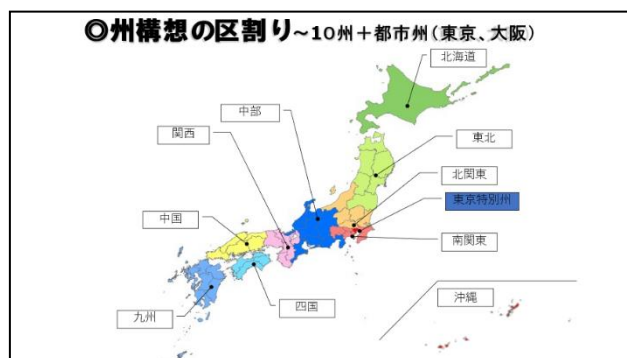 ◎州構想の区割り～10州＋都市州（東京、大阪）
北海道
中部
関西
東北
北関東
東京特別州
中国
南関東
沖縄
四国
九州